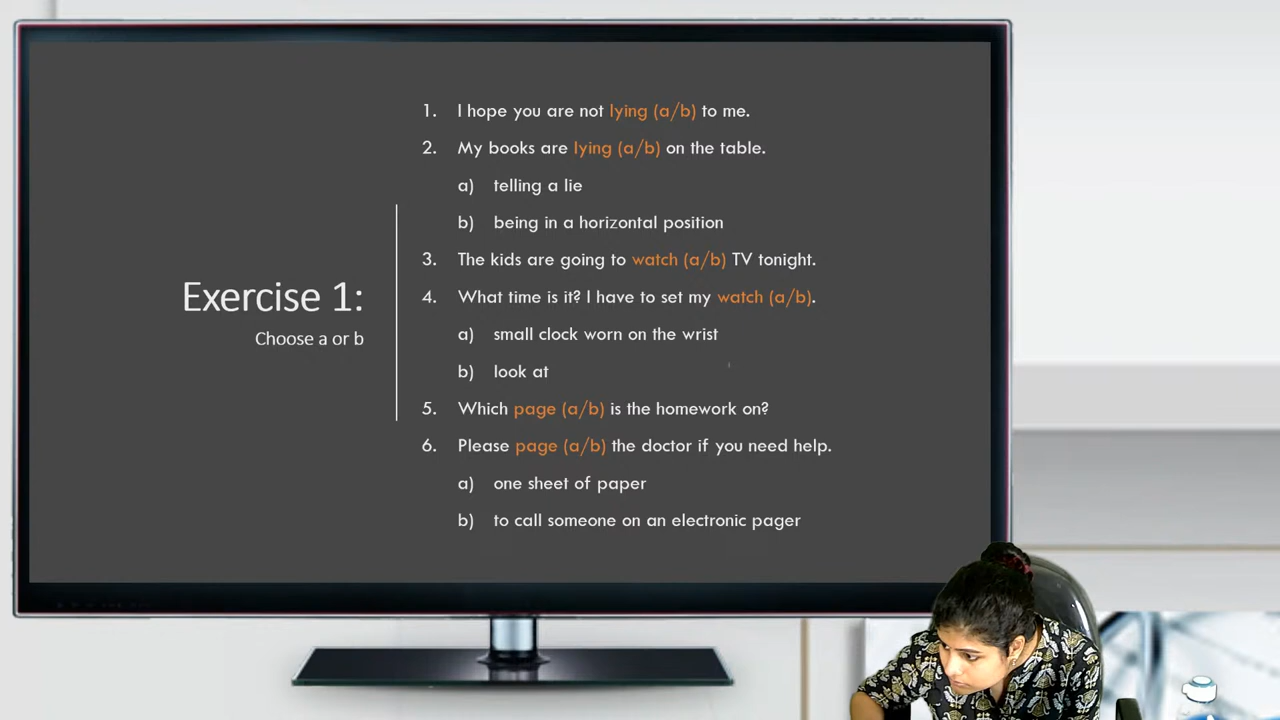 Exercise 1:
Choose a or b
1. I hope you are not lying (a/b) to me.
2. My books are lying (a/b) on the table.
a) telling a lie
b) being in a horizontal position
3. The kids are going to watch (a/b) TV tonight.
4. What time is it? I have to set my watch (a/b).
a) small clock worn on the wrist
b) look at
5. Which page (a/b) is the homework on?
6. Please page (a/b) the doctor if you need help.
a) one sheet of paper
b) to call someone on an electronic pager